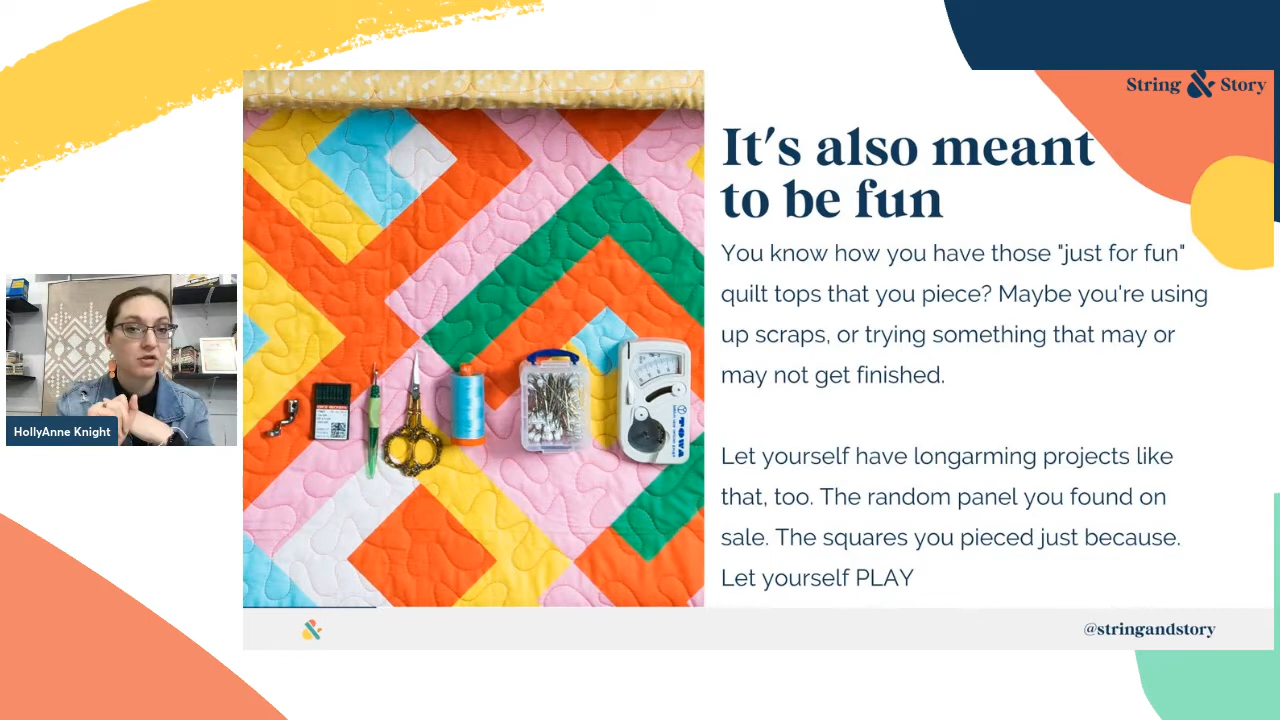 String & Story
It's also meant
to be fun
You know how you have those "just for fun"
quilt tops that you piece? Maybe you're using
up scraps, or trying something that may or
may not get finished.
Let yourself have longarming projects like
that, too. The random panel you found on
sale. The squares you pieced just because.
Let yourself PLAY
HollyAnne Knight
TOWA
@stringandstory